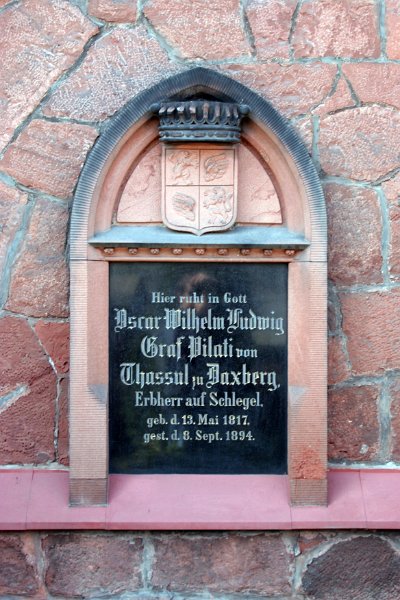 Hier ruht in Gott
Oscar Wilhelm Ludwig
Graf Pilati von
Thassul zu Daxberg,
Erbherr auf Schlegel,
geb. d. 13. Mai 1817,
gest. d. 8. Sept. 1894.